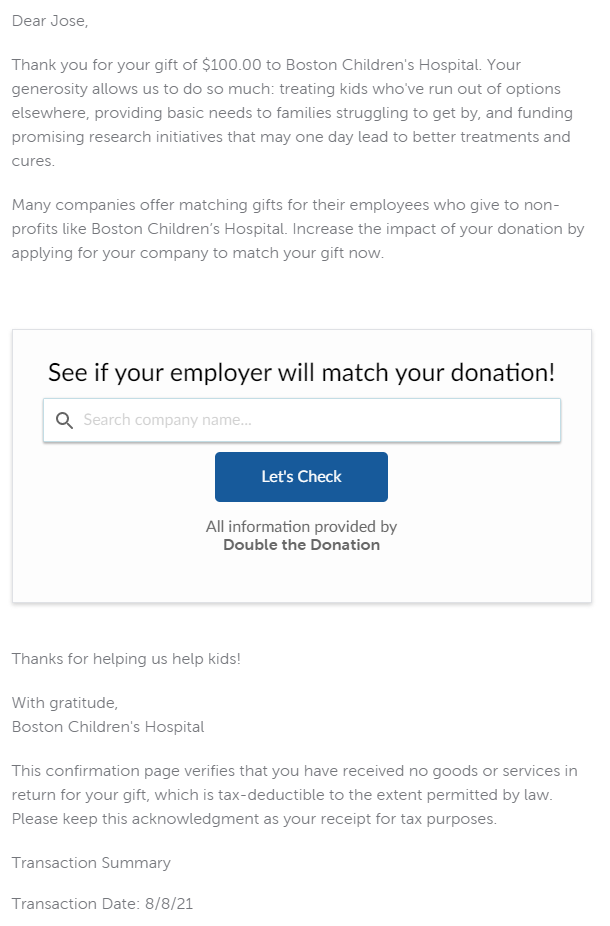 Dear Jose,
Thank you for your gift of $100.00 to Boston Children's Hospital. Your
generosity allows us to do so much: treating kids who've run out of options
elsewhere, providing basic needs to families struggling to get by, and funding
promising research initiatives that may one day lead to better treatments and
cures.
Many companies offer matching gifts for their employees who give to non-
profits like Boston Children's Hospital. Increase the impact of your donation by
applying for your company to match your gift now.
See if your employer will match your donation!
Search company name...
Let's Check
All information provided by
Double the Donation
Thanks for helping us help kids!
With gratitude,
Boston Children's Hospital
This confirmation page verifies that you have received no goods or services in
return for your gift, which is tax-deductible to the extent permitted by law.
Please keep this acknowledgment as your receipt for tax purposes.
Transaction Summary
Transaction Date: 8/8/21